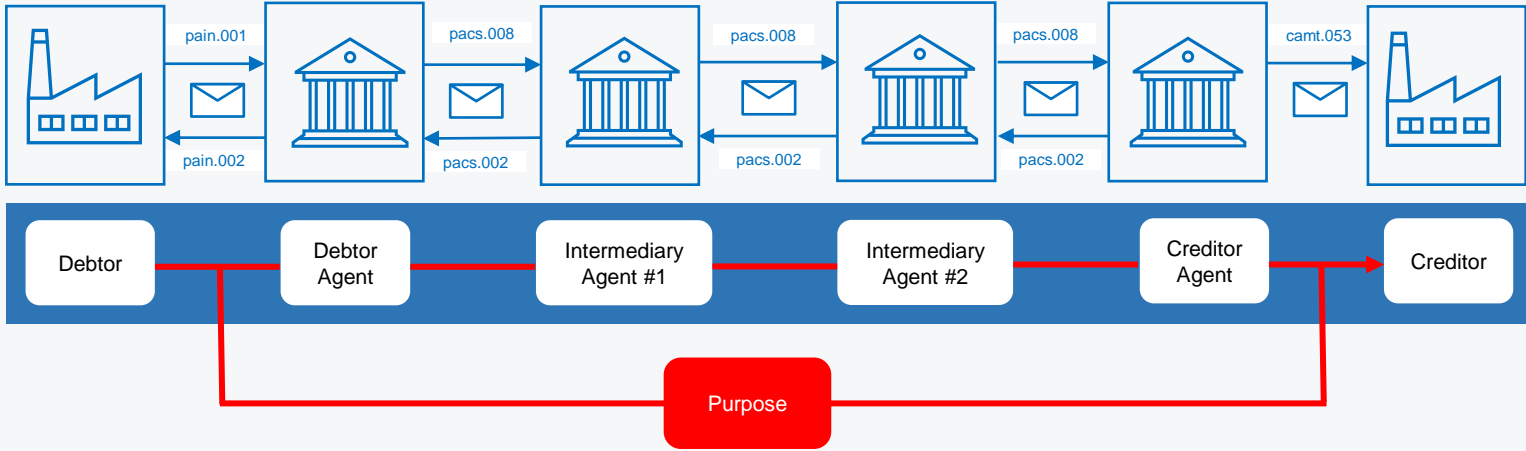 pain.001
pacs.008
pacs.008
pacs.008
camt.053
pain.002
pacs.002
pacs.002
pacs.002
Debtor
Debtor
Agent
Intermediary
Agent #1
Intermediary
Agent #2
Creditor
Agent
Creditor
Purpose